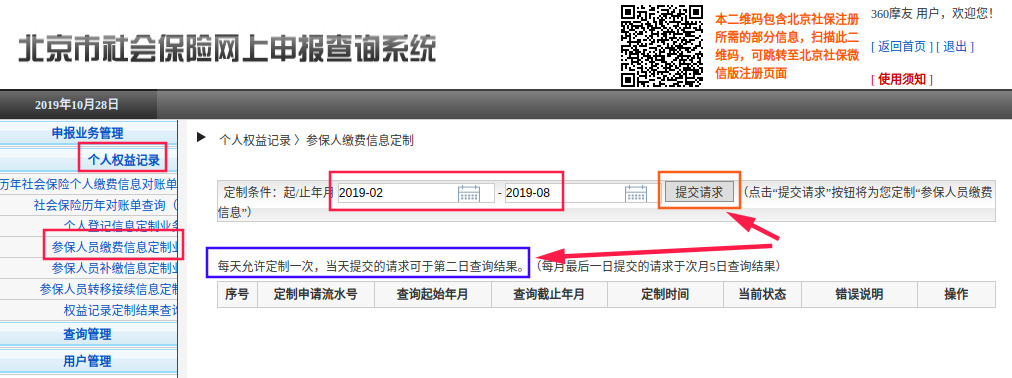 北京市社会保险网上申报查询系统
本二维码包含北京社保注册
所需的部分信息，扫描此二
维码，可跳转至北京社保微
信版注册页面
360摩友 用户，欢迎您！
[ 返回首页 ] [ 退出 ]
[ 使用须知 ]
2019年10月28日
申报业务管理
个人权益记录
历年社会保险个人缴费信息对账单
社会保险历年对账单查询（
个人登记信息定制业务
参保人员缴费信息定制业
参保人员补缴信息定制业
参保人员转移接续信息定制
权益记录定制结果查询
查询管理
用户管理
个人权益记录 〉参保人缴费信息定制
定制条件：起/止年月 2019-02 - 2019-08 提交请求 （点击“提交请求”按钮将为您定制“参保人员缴费
信息”）
每天允许定制一次，当天提交的请求可于第二日查询结果。（每月最后一日提交的请求于次月5日查询结果）
序号 定制申请流水号 查询起始年月 查询截止年月 定制时间 当前状态 错误说明 操作